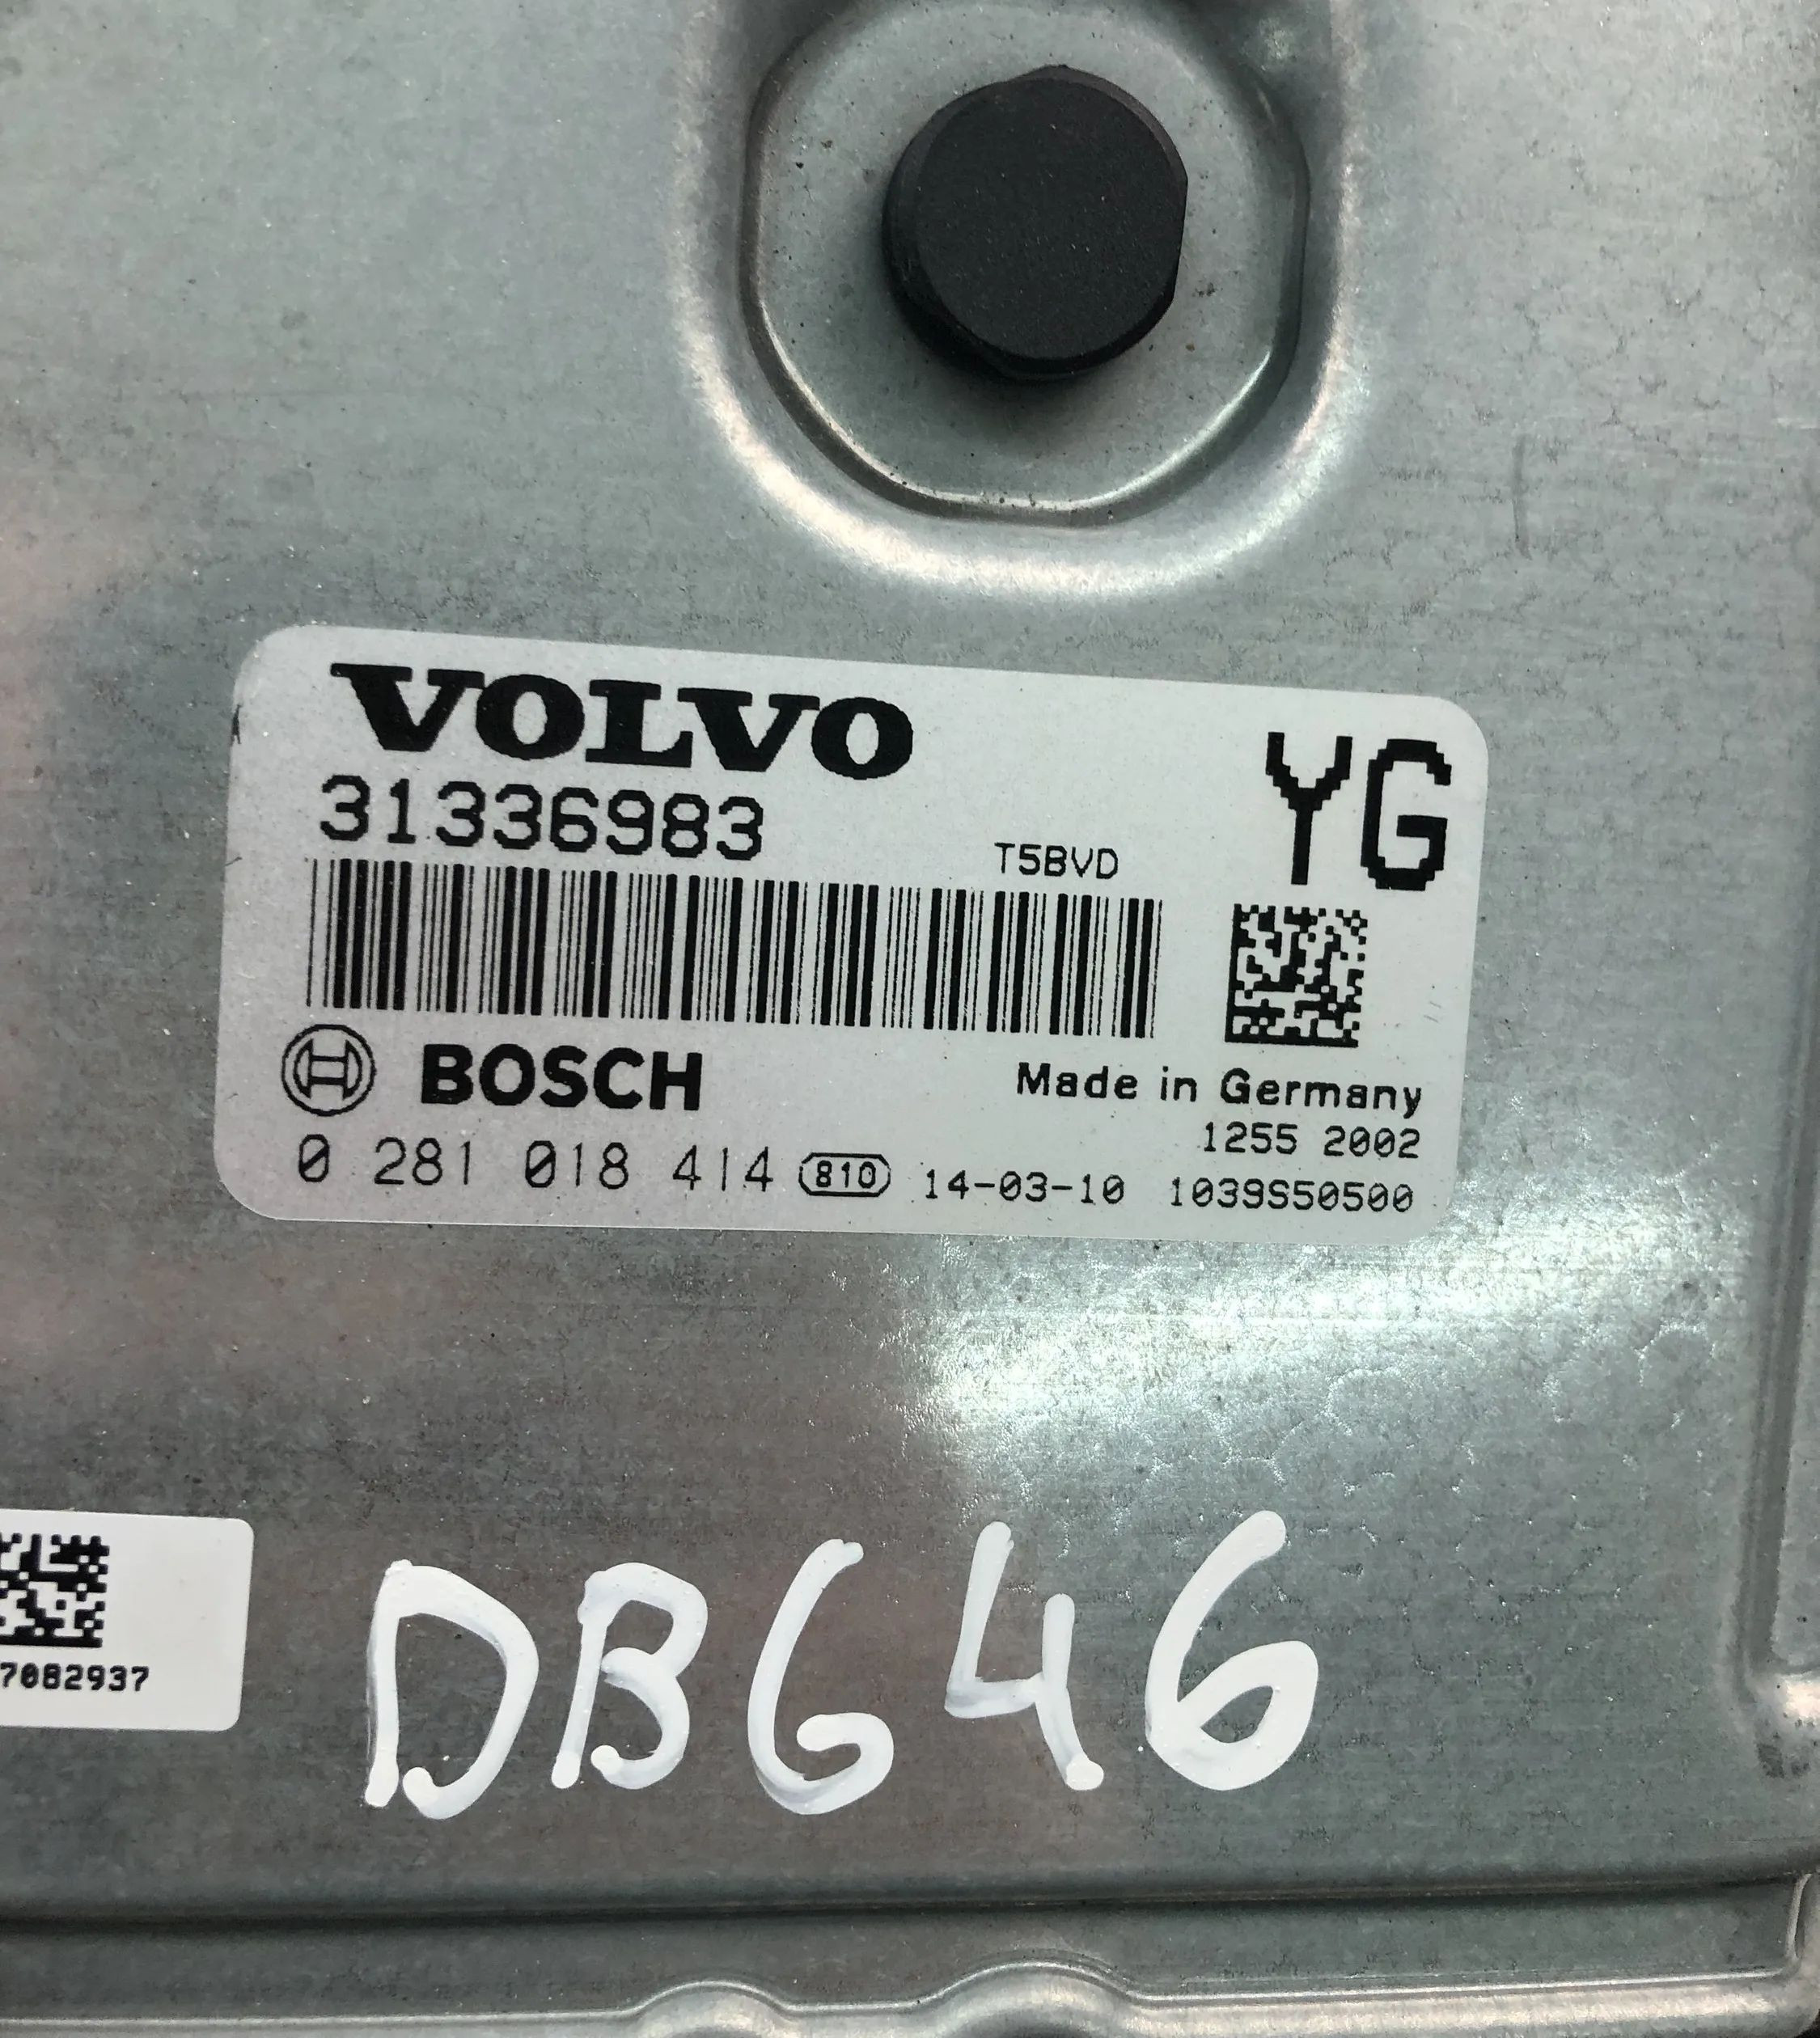 VOLVO
31336983
T5BVD
YG
BOSCH
Made in Germany
1255 2002
0 281 018 414 810 14-03-10 1039S50500
7082937
DB646